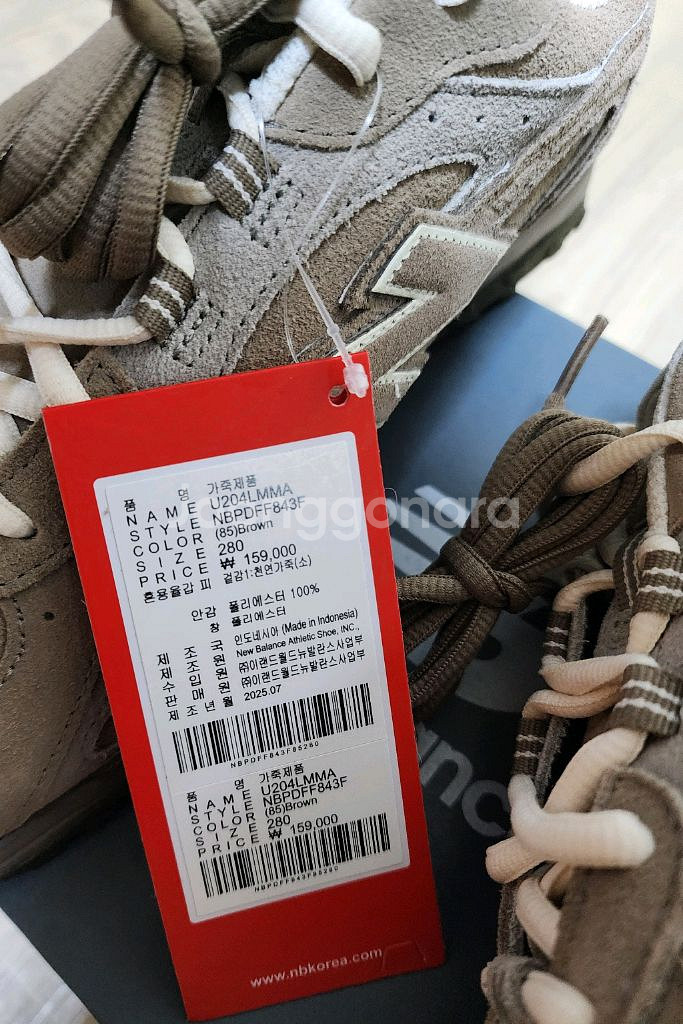 품 명 가죽제품
NAME U204LMMA
STYLE NBPDFF843F
COLOR (85)Brown
SIZE 280
PRICE ₩ 159,000
혼용율갑 피 겉감1:천연가죽(소)
안감 폴리에스터 100%
창 폴리에스터
제 조 국 인도네시아 (Made in Indonesia)
제 조 원 New Balance Athletic Shoe, INC.,
수 입 원 ㈜이랜드월드뉴발란스사업부
판 매 원 ㈜이랜드월드뉴발란스사업부
제 조 년 월 2025.07
NBPDFF843F85280
품 명 가죽제품
NAME U204LMMA
STYLE NBPDFF843F
COLOR (85)Brown
SIZE 280
PRICE ₩ 159,000
NBPDFF843F85280
www.nbkorea.com